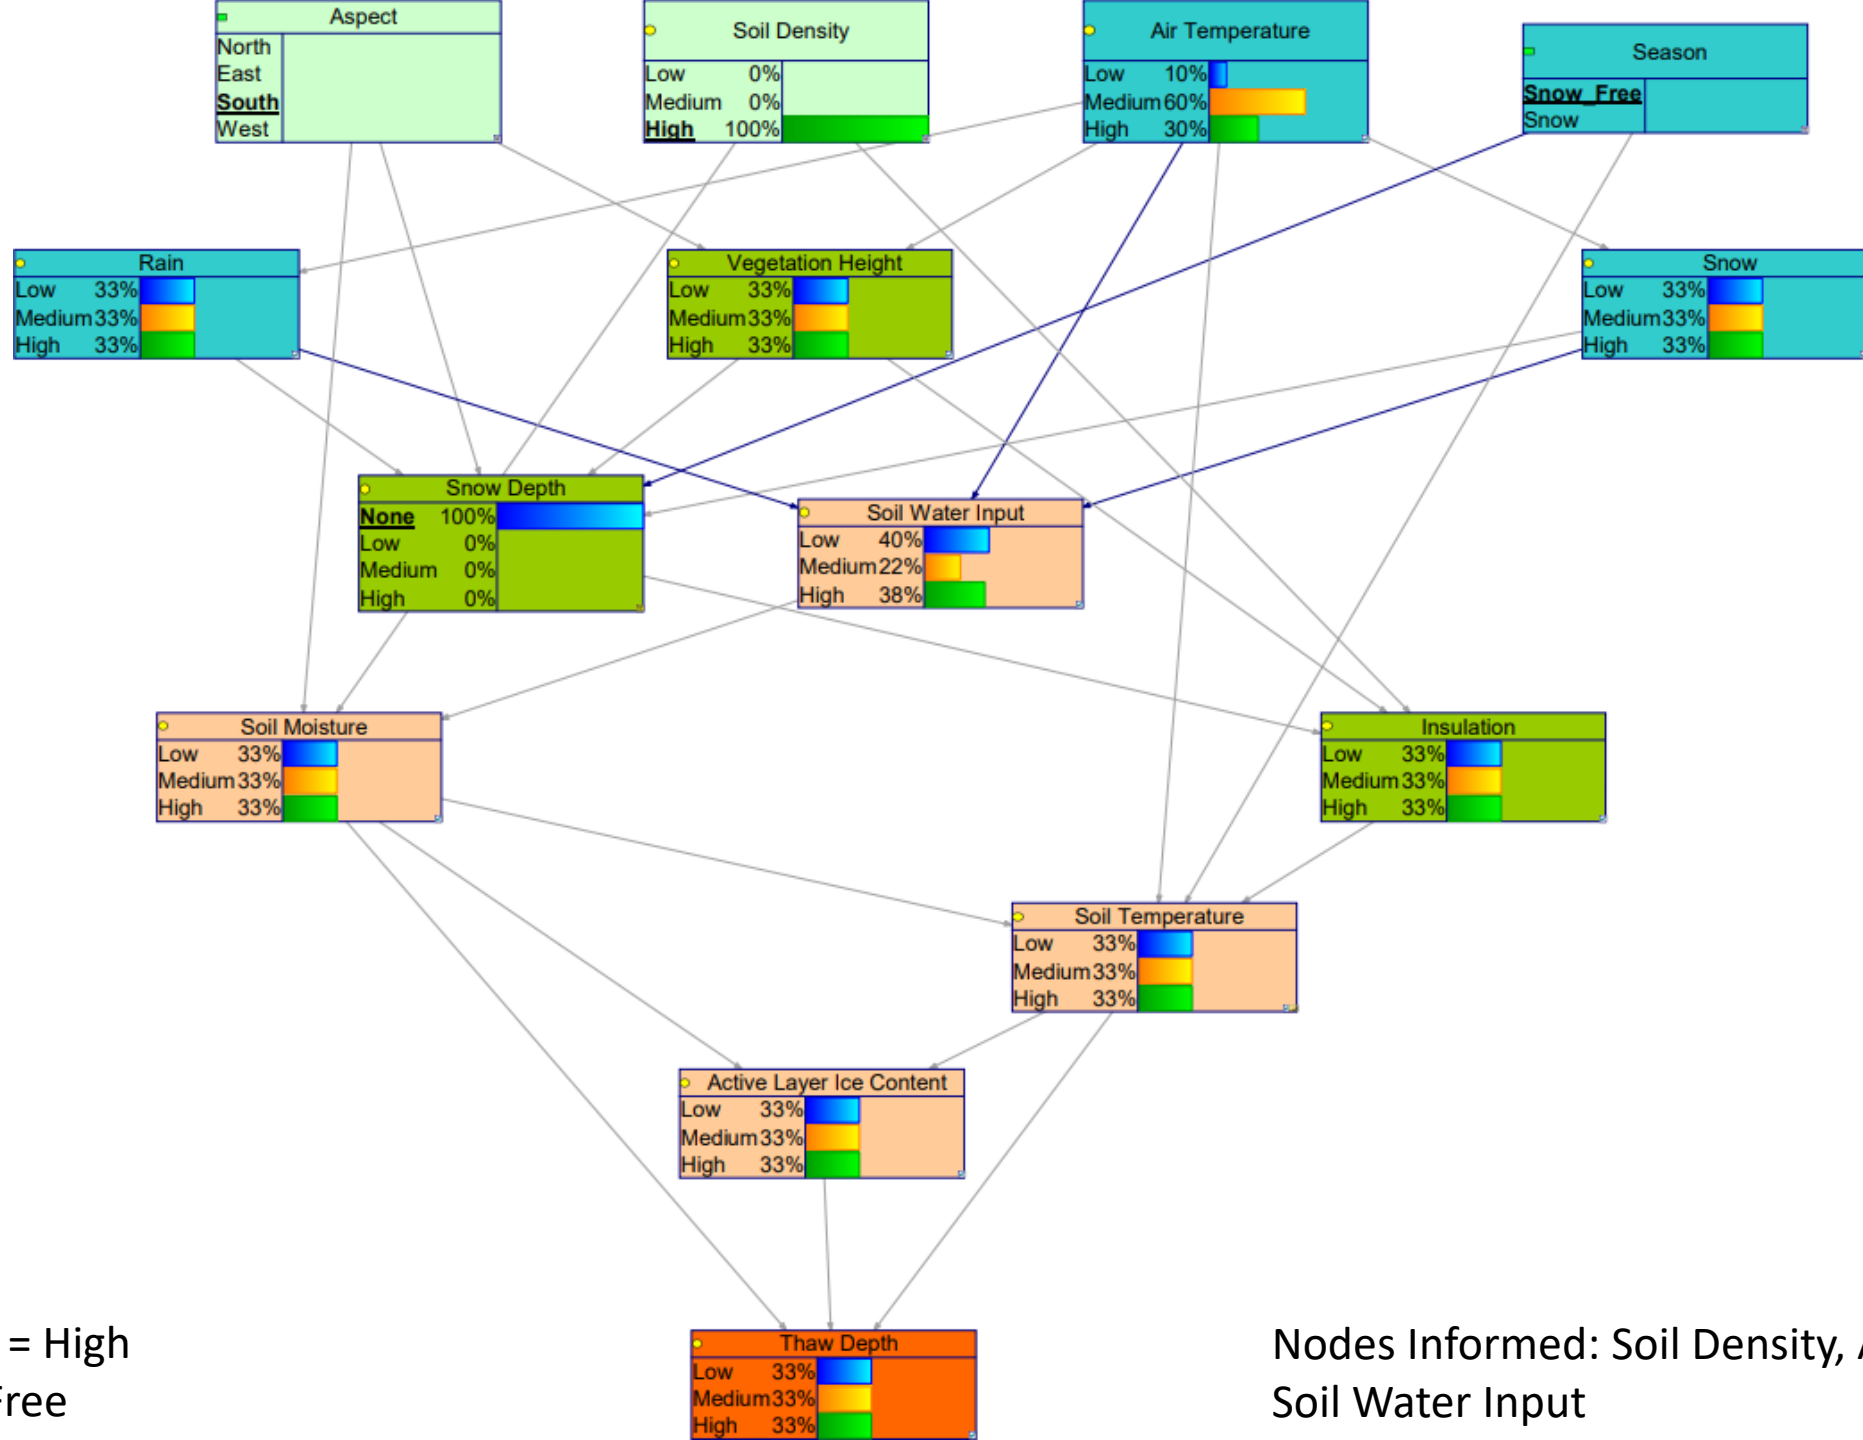 Aspect
North
East
South
West
Soil Density
Low 0%
Medium 0%
High 100%
Air Temperature
Low 10%
Medium 60%
High 30%
Season
Snow_Free
Snow
Rain
Low 33%
Medium 33%
High 33%
Vegetation Height
Low 33%
Medium 33%
High 33%
Snow
Low 33%
Medium 33%
High 33%
Snow Depth
None 100%
Low 0%
Medium 0%
High 0%
Soil Water Input
Low 40%
Medium 22%
High 38%
Soil Moisture
Low 33%
Medium 33%
High 33%
Insulation
Low 33%
Medium 33%
High 33%
Soil Temperature
Low 33%
Medium 33%
High 33%
Active Layer Ice Content
Low 33%
Medium 33%
High 33%
Thaw Depth
Low 33%
Medium 33%
High 33%
= High
Free
Nodes Informed: Soil Density,
Soil Water Input